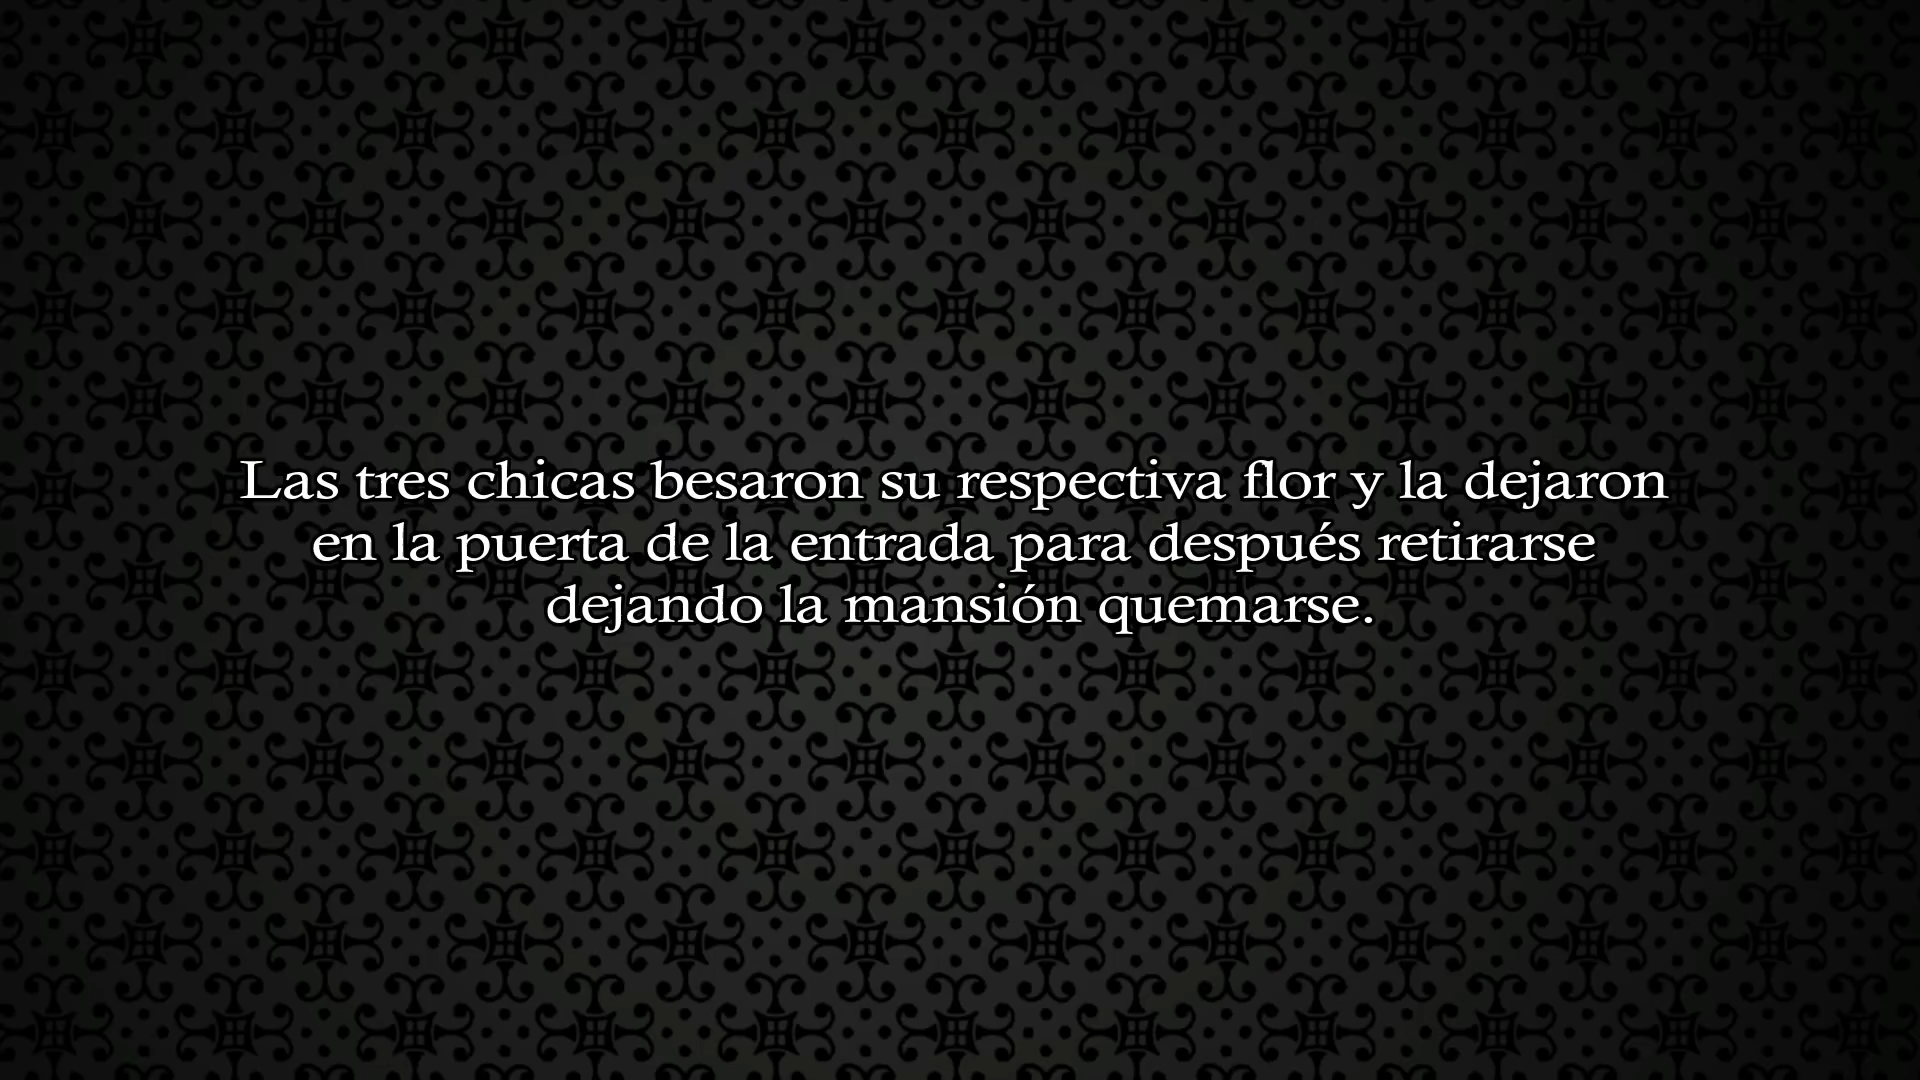 Las tres chicas besaron su respectiva flor y la dejaron
en la puerta de la entrada para después retirarse
dejando la mansión quemarse.